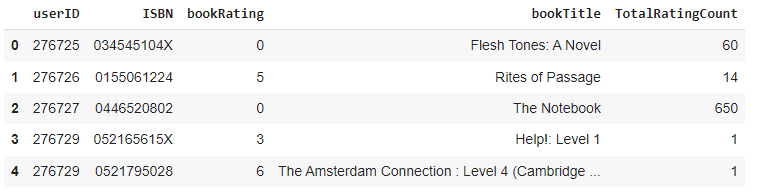 userID ISBN bookRating bookTitle TotalRatingCount
0 276725 034545104X 0 Flesh Tones: A Novel 60
1 276726 0155061224 5 Rites of Passage 14
2 276727 0446520802 0 The Notebook 650
3 276729 052165615X 3 Help!: Level 1 1
4 276729 0521795028 6 The Amsterdam Connection : Level 4 (Cambridge ... 1